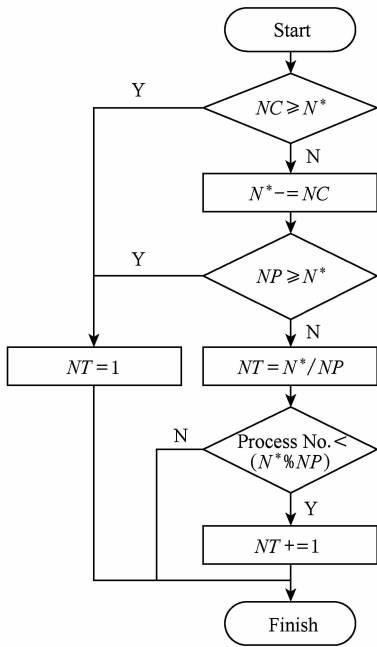 Start
Y
NC⩾N*
N
N*-=NC
Y
NP⩾N*
N
NT=1
NT=N*/NP
N
Process No.<
(N*%NP)
Y
NT+=1
Finish